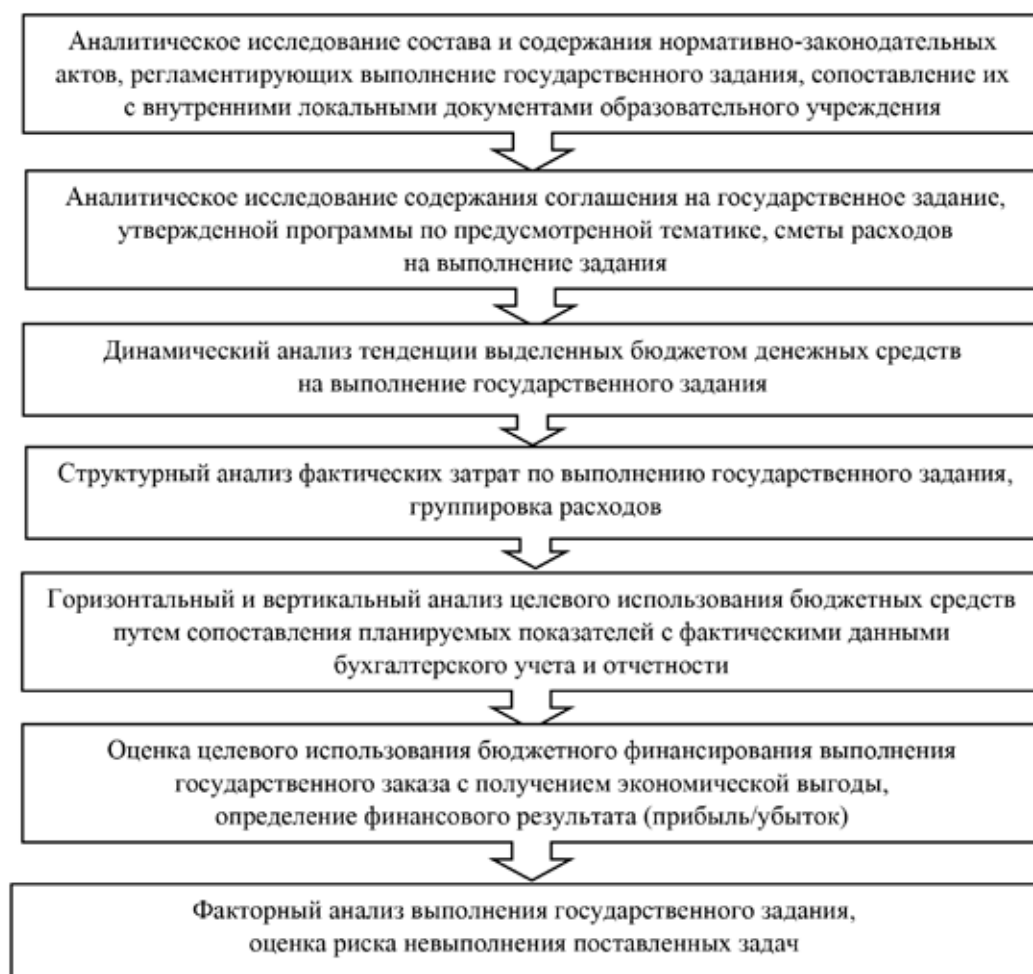 Аналитическое исследование состава и содержания нормативно-законодательных
актов, регламентирующих выполнение государственного задания, сопоставление их
с внутренними локальными документами образовательного учреждения
Аналитическое исследование содержания соглашения на государственное задание,
утвержденной программы по предусмотренной тематике, сметы расходов
на выполнение задания
Динамический анализ тенденции выделенных бюджетом денежных средств
на выполнение государственного задания
Структурный анализ фактических затрат по выполнению государственного задания,
группировка расходов
Горизонтальный и вертикальный анализ целевого использования бюджетных средств
путем сопоставления планируемых показателей с фактическими данными
бухгалтерского учета и отчетности
Оценка целевого использования бюджетного финансирования выполнения
государственного заказа с получением экономической выгоды,
определение финансового результата (прибыль/убыток)
Факторный анализ выполнения государственного задания,
оценка риска невыполнения поставленных задач